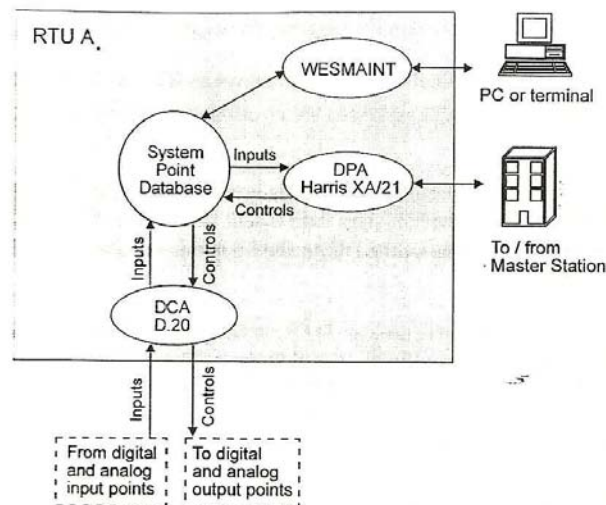 RTU A.
WESMAINT
PC or terminal
System
Point
Database
Inputs
Controls
DPA
Harris XA/21
To / from
Master Station
Inputs
Controls
DCA
D.20
Inputs
Controls
From digital
and analog
input points
To digital
and analog
output points